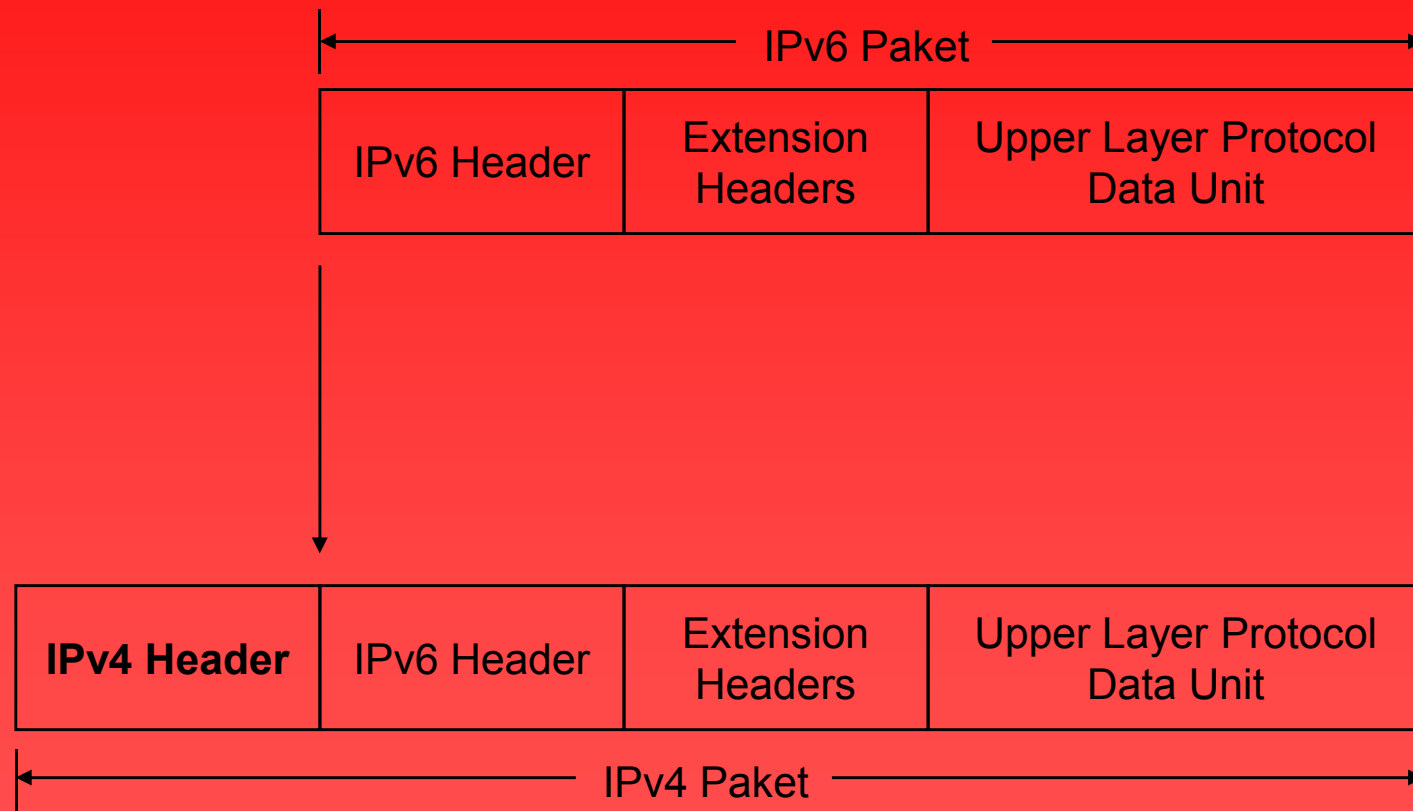 IPv6 Paket
IPv6 Header
Extension
Headers
Upper Layer Protocol
Data Unit
IPv4 Header
IPv6 Header
Extension
Headers
Upper Layer Protocol
Data Unit
IPv4 Paket